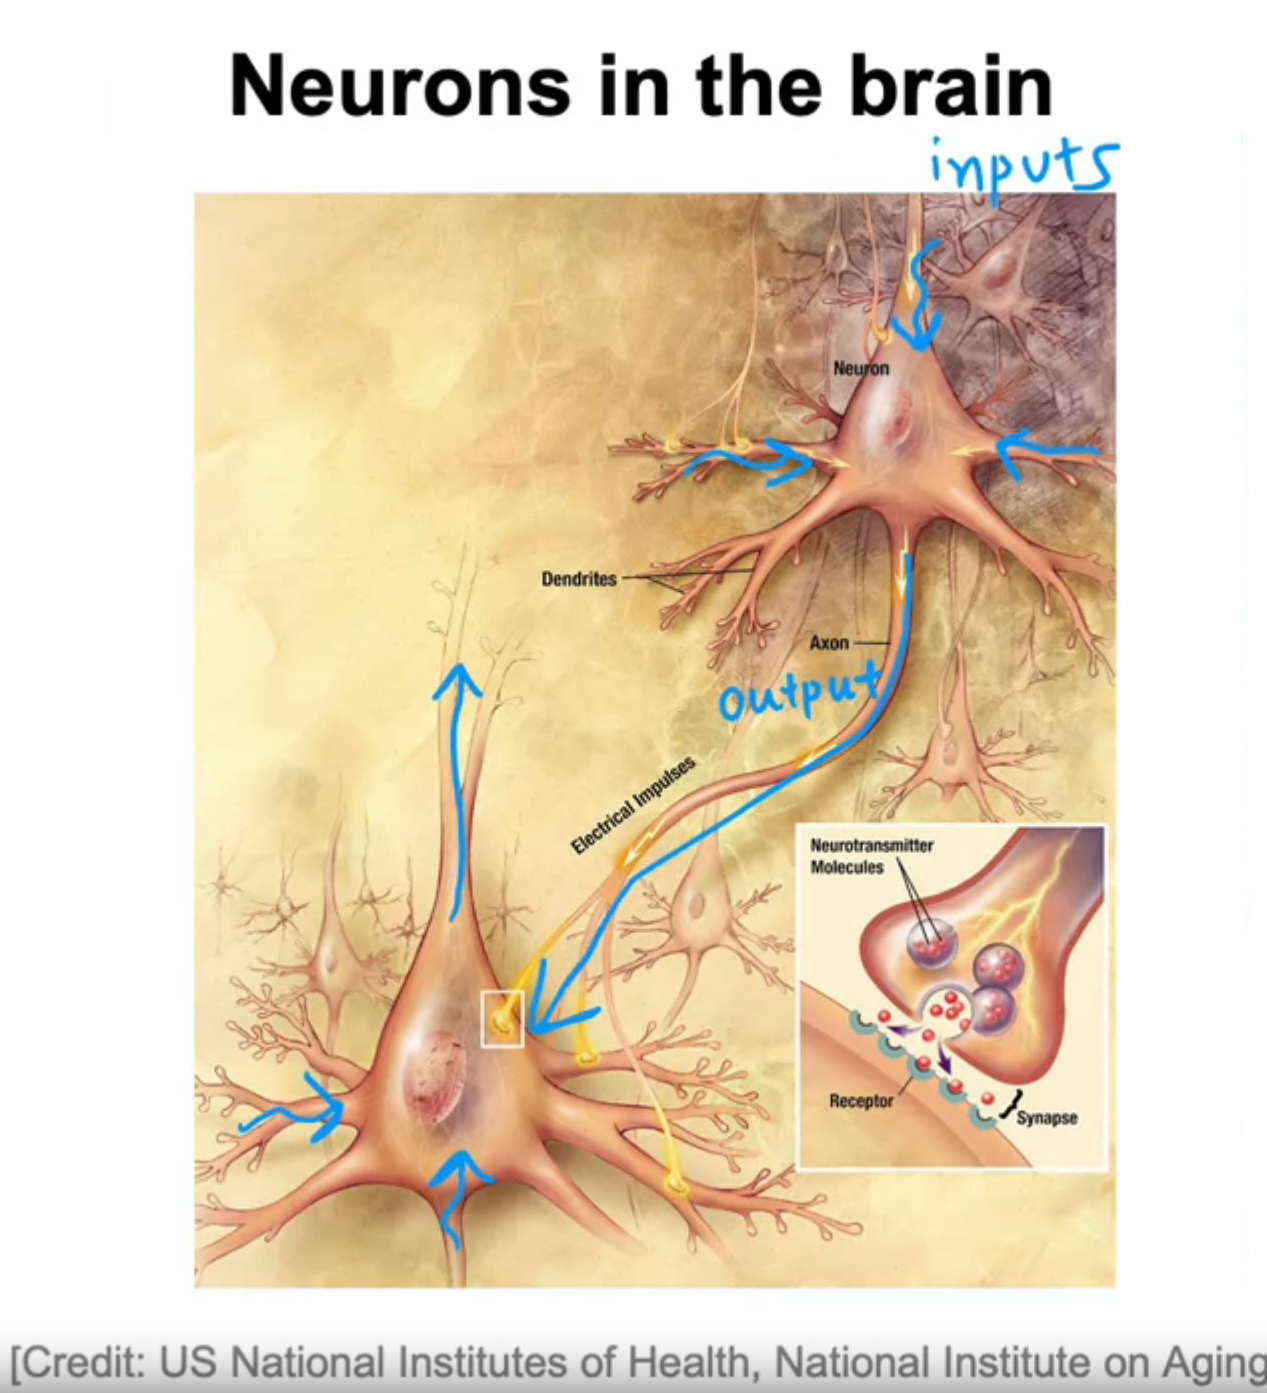 Neurons in the brain
inputs
Neuron
Dendrites
Axon
output
Electrical Impulses
Neurotransmitter
Molecules
Receptor
Synapse
[Credit: US National Institutes of Health, National Institute on Aging